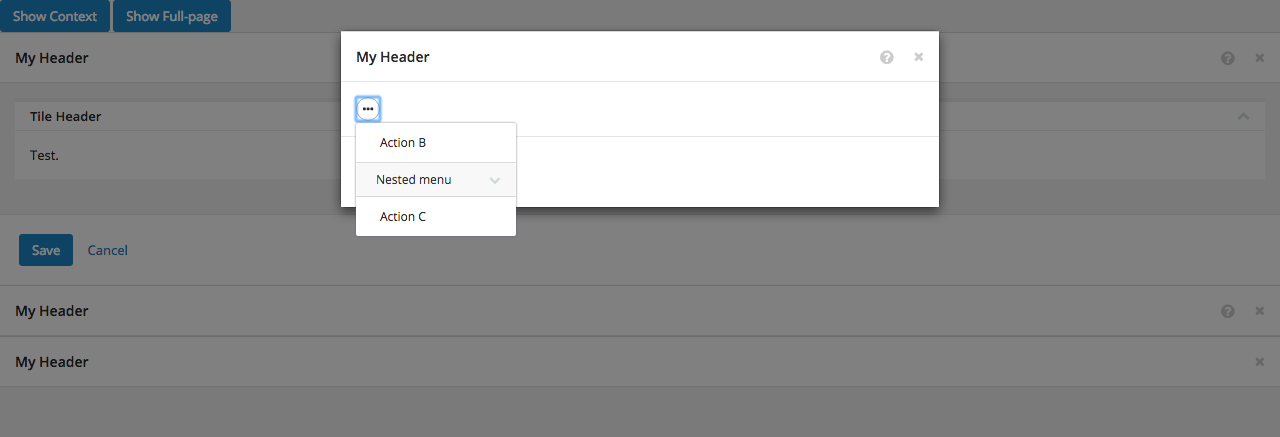 Show Context Show Full-page
My Header
My Header
Tile Header
Test.
Action B
Nested menu
Action C
Save Cancel
My Header
My Header